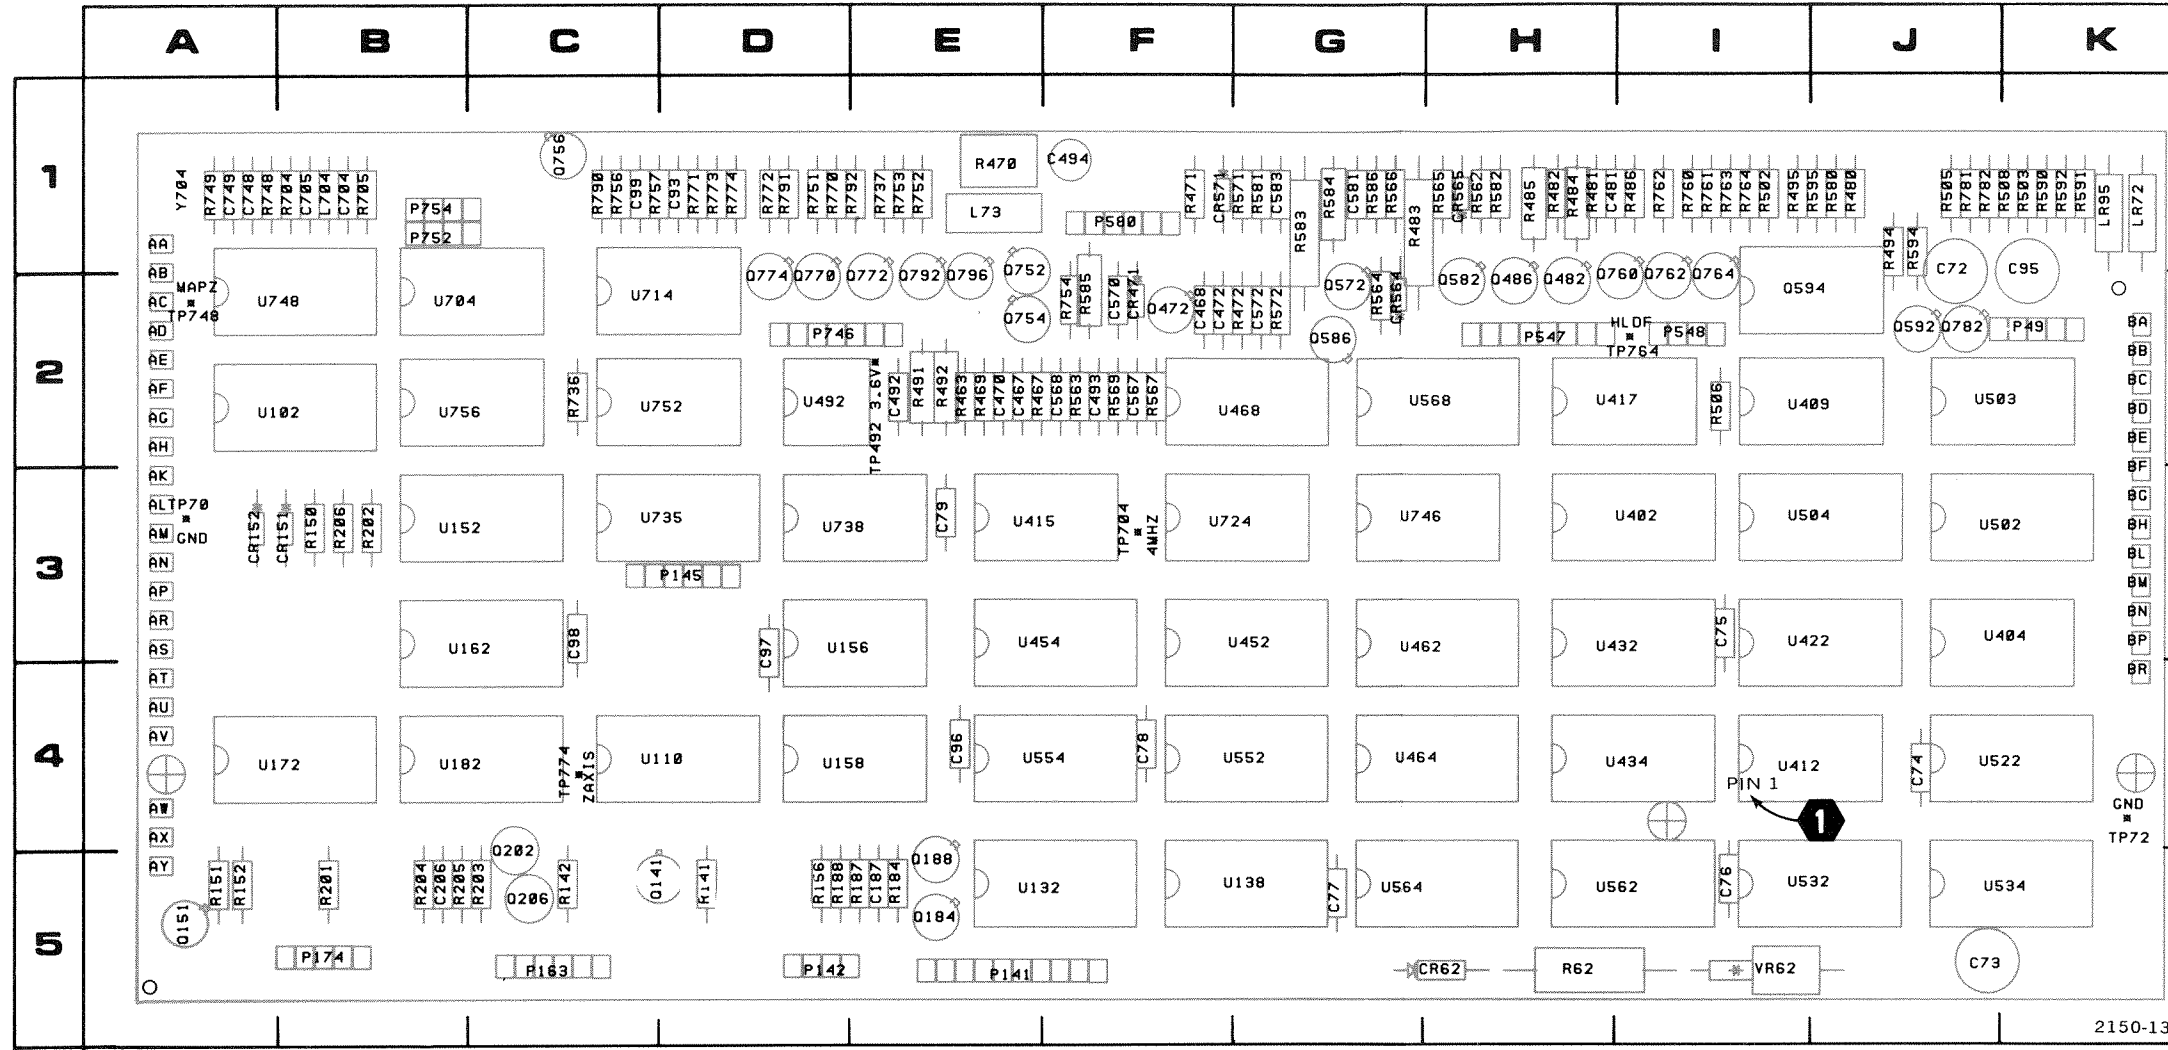 A B C D E F G H I J K
1
Y704 R749 C749 C748 R748 R704 C705 L704 C704 R705
P754
P752
Q756
R790 R756 C99 R757 C93 R771 R773 R774 R772 R791 R751 R770 R792 R737 R753 R752
R470
L73
C494
P580
R471 CR571 R571 R581 C583 R583 R584 C581 R586 R566 R483 R565 CR565 R562 R582 R485 R482 R484 R481 C481 R486 R762 R760 R761 R763 R764 R502 R495 R595 R580 R480 R505 R781 R782 R508 R503 R590 R592 R591 LR95 LR72
R494 R594
AA
AB
AC
AD
AE
AF
AG
AH
AK
AL
AM
AN
AP
AR
AS
AT
AU
AV
AW
AX
AY
MAPZ
TP748
U748 U704 U714
Q774 Q770 Q772 Q792 Q796 Q752
Q754
R754 R585 C570 CR471 Q472
C468 C472 R472 C572 R572
Q572 R564 CR564
Q586
Q582 Q486 Q482 Q760 Q762 Q764
Q594
C72 C95
Q592 Q782 P49
P746
P547
HLDF
TP764
P548
2
U102 U756 R736 U752 U492
TP492 3.6V
C492 R491 R492 R463 R469 C470 C467 R467 C568 R563 C493 R569 C567 R567
U468 U568 U417 R506 U409 U503
BA
BB
BC
BD
BE
BF
BG
BH
BL
BM
BN
BP
BR
3
TP70
GND
CR152 CR151 R150 R206 R202
U152 U735 U738 C79 U415
TP704
4MHZ
U724 U746 U402 U504 U502
P145
U162 C98 C97 U156 U454 U452 U462 U432 C75 U422 U404
4
U172 U182
TP774
ZAXIS
U110 U158 C96 U554 C78 U552 U464 U434 U412 C74 U522
PIN 1
1
GND
TP72
5
R151 R152 R201 R204 C206 R205 R203
Q202
Q206
R142 Q141 R141 R156 R188 R187 C187 R184
Q188
Q184
Q151
U132 U138 C77 U564 U562 C76 U532 U534
P174 P163 P142 P141 CR62 R62 VR62 C73
2150-13